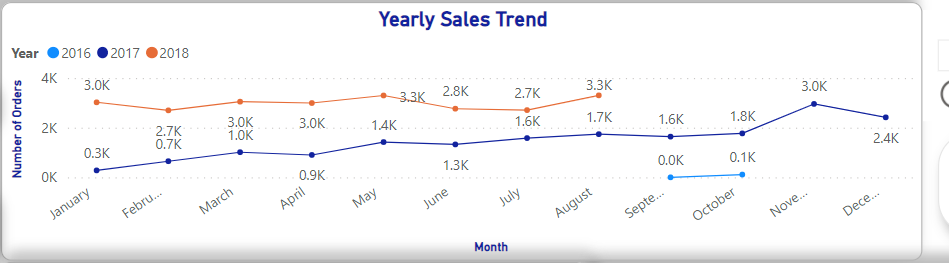 Yearly Sales Trend
Year 2016 2017 2018
Number of Orders
4K
2K
0K
3.0K
2.7K
3.0K
3.0K
3.3K
2.8K
2.7K
3.3K
0.3K
0.7K
1.0K
0.9K
1.4K
1.3K
1.6K
1.7K
1.6K
1.8K
3.0K
2.4K
0.0K
0.1K
January
Febru...
March
April
May
June
July
August
Septe...
October
Nove...
Dece...
Month